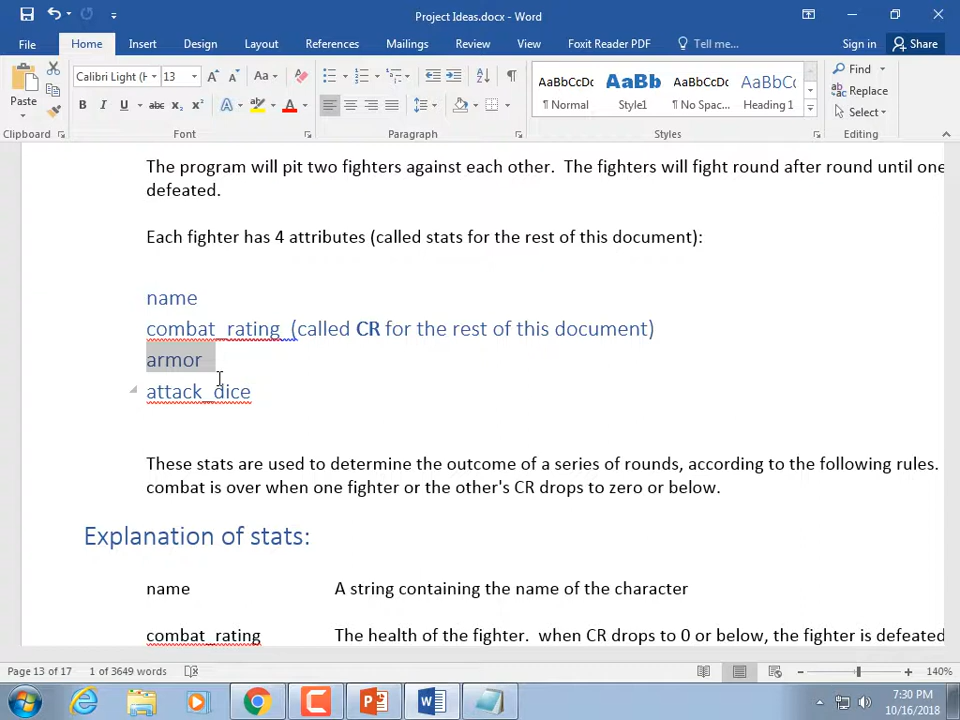 Project Ideas.docx - Word
File Home Insert Design Layout References Mailings Review View Foxit Reader PDF Tell me... Sign in Share
Paste
Calibri Light (H 13
Aa
B I U abc X₂ X²
A A
AaBbCcDc AaBbCc AaBbCcDc AaBbCc
¶ Normal Style1 ¶ No Spac... Heading 1
Find
Replace
Select
Clipboard Font Paragraph Styles Editing
The program will pit two fighters against each other. The fighters will fight round after round until one
defeated.
Each fighter has 4 attributes (called stats for the rest of this document):
name
combat_rating (called CR for the rest of this document)
armor
attack_dice
These stats are used to determine the outcome of a series of rounds, according to the following rules.
combat is over when one fighter or the other's CR drops to zero or below.
Explanation of stats:
name A string containing the name of the character
combat_rating The health of the fighter. when CR drops to 0 or below, the fighter is defeated
Page 13 of 17 1 of 3649 words 140%
7:30 PM
10/16/2018